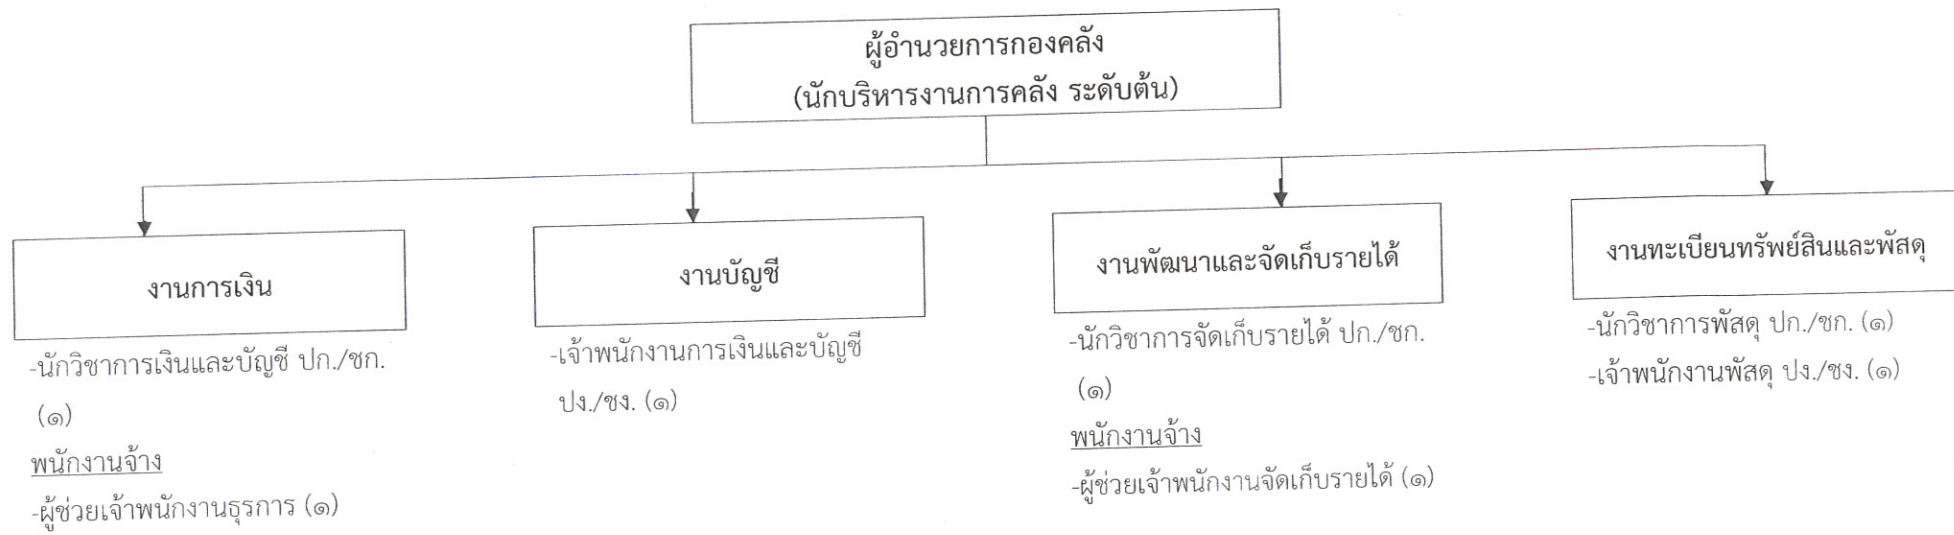 ผู้อำนวยการกองคลัง
(นักบริหารงานการคลัง ระดับต้น)
งานการเงิน
-นักวิชาการเงินและบัญชี ปก./ชก.
(๑)
พนักงานจ้าง
-ผู้ช่วยเจ้าพนักงานธุรการ (๑)
งานบัญชี
-เจ้าพนักงานการเงินและบัญชี
ปง./ชง. (๑)
งานพัฒนาและจัดเก็บรายได้
-นักวิชาการจัดเก็บรายได้ ปก./ชก.
(๑)
พนักงานจ้าง
-ผู้ช่วยเจ้าพนักงานจัดเก็บรายได้ (๑)
งานทะเบียนทรัพย์สินและพัสดุ
-นักวิชาการพัสดุ ปก./ชก. (๑)
-เจ้าพนักงานพัสดุ ปง./ชง. (๑)